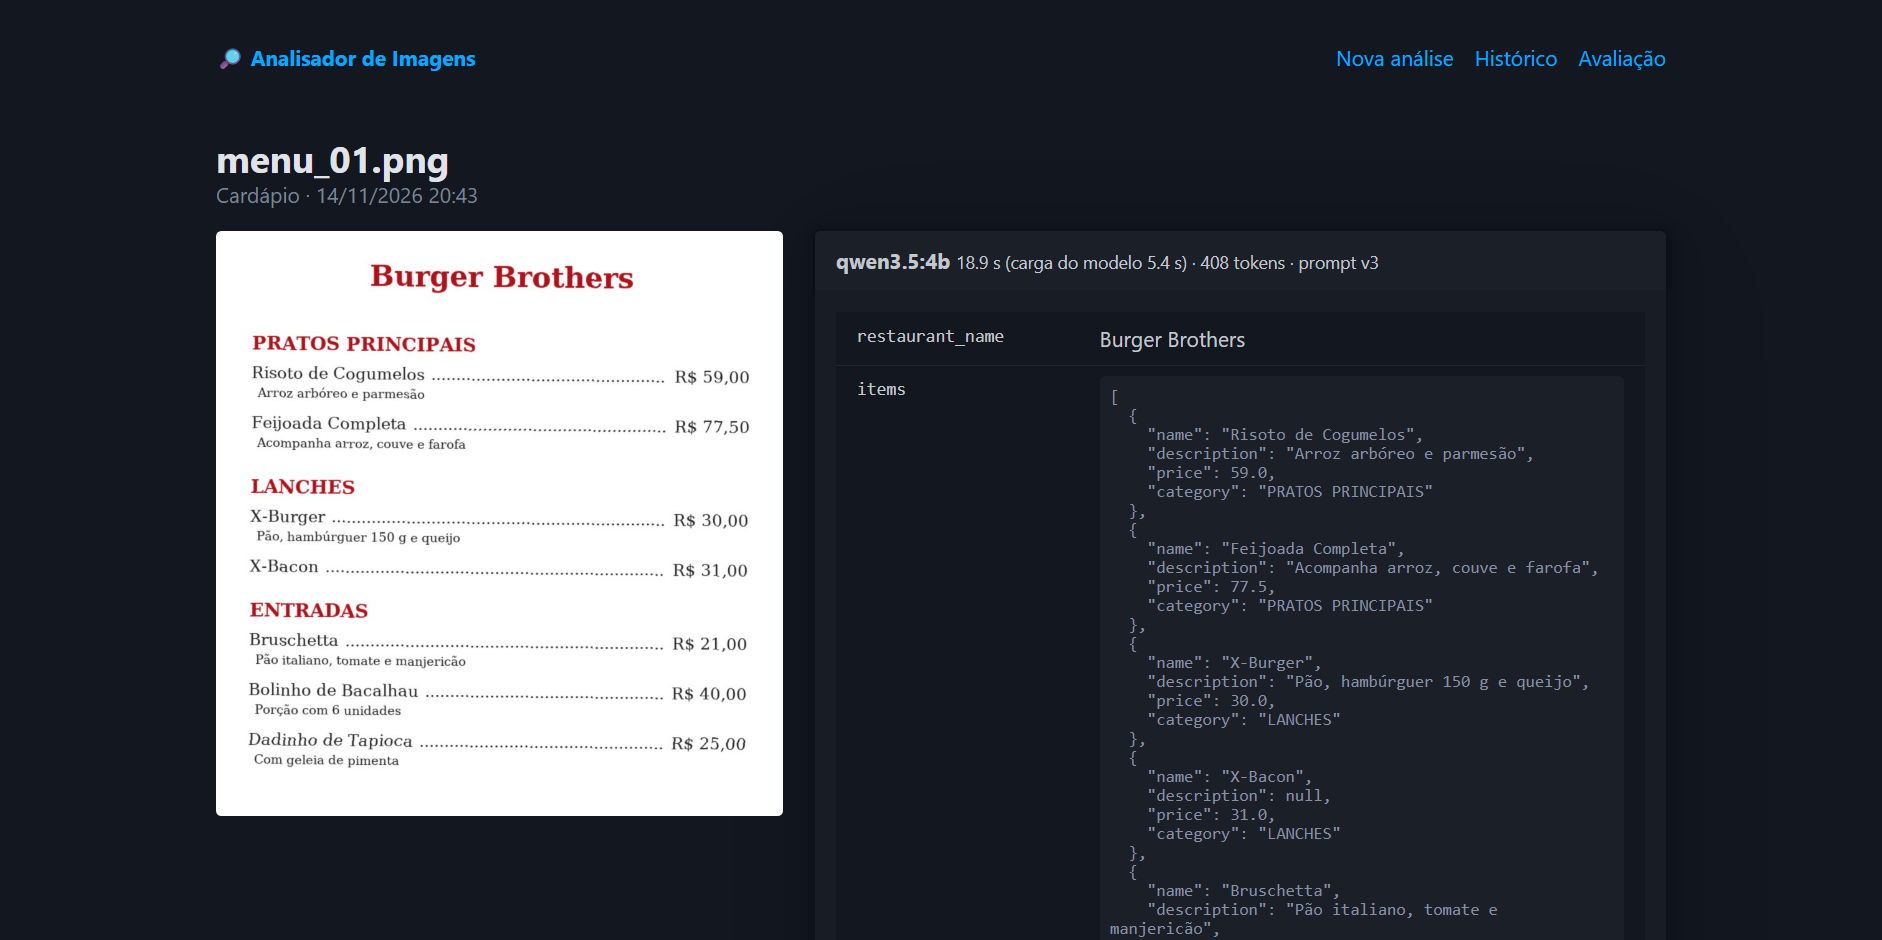 🔎 Analisador de Imagens
Nova análise Histórico Avaliação
menu_01.png
Cardápio · 14/11/2026 20:43
Burger Brothers
PRATOS PRINCIPAIS
Risoto de Cogumelos ............................................... R$ 59,00
Arroz arbóreo e parmesão
Feijoada Completa ................................................... R$ 77,50
Acompanha arroz, couve e farofa
LANCHES
X-Burger ................................................................... R$ 30,00
Pão, hambúrguer 150 g e queijo
X-Bacon .................................................................... R$ 31,00
ENTRADAS
Bruschetta ................................................................ R$ 21,00
Pão italiano, tomate e manjericão
Bolinho de Bacalhau ................................................ R$ 40,00
Porção com 6 unidades
Dadinho de Tapioca ................................................. R$ 25,00
Com geleia de pimenta
qwen3.5:4b 18.9 s (carga do modelo 5.4 s) · 408 tokens · prompt v3
restaurant_name Burger Brothers
items
[
{
"name": "Risoto de Cogumelos",
"description": "Arroz arbóreo e parmesão",
"price": 59.0,
"category": "PRATOS PRINCIPAIS"
},
{
"name": "Feijoada Completa",
"description": "Acompanha arroz, couve e farofa",
"price": 77.5,
"category": "PRATOS PRINCIPAIS"
},
{
"name": "X-Burger",
"description": "Pão, hambúrguer 150 g e queijo",
"price": 30.0,
"category": "LANCHES"
},
{
"name": "X-Bacon",
"description": null,
"price": 31.0,
"category": "LANCHES"
},
{
"name": "Bruschetta",
"description": "Pão italiano, tomate e
manjericão",